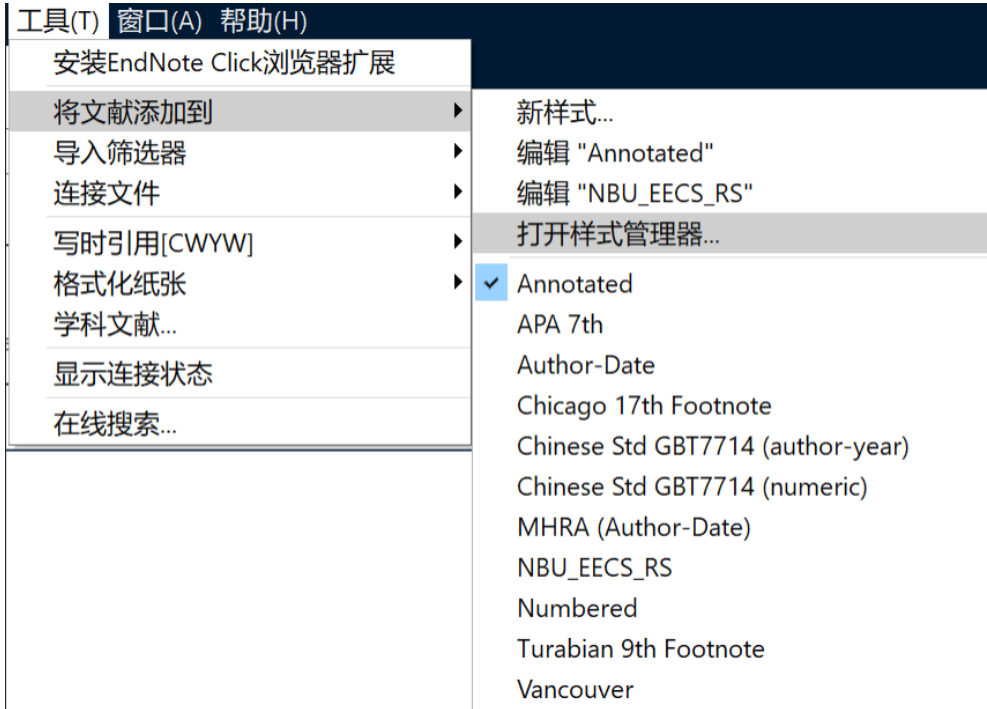 工具(T) 窗口(A) 帮助(H)
安装EndNote Click浏览器扩展
将文献添加到
导入筛选器
连接文件
写时引用[CWYW]
格式化纸张
学科文献...
显示连接状态
在线搜索...
新样式...
编辑 "Annotated"
编辑 "NBU_EECS_RS"
打开样式管理器...
Annotated
APA 7th
Author-Date
Chicago 17th Footnote
Chinese Std GBT7714 (author-year)
Chinese Std GBT7714 (numeric)
MHRA (Author-Date)
NBU_EECS_RS
Numbered
Turabian 9th Footnote
Vancouver